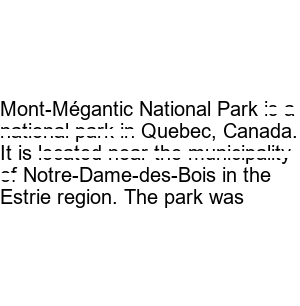 Mont-Mégantic National Park is a
national park in Quebec, Canada.
It is located near the municipality
of Notre-Dame-des-Bois in the
Estrie region. The park was